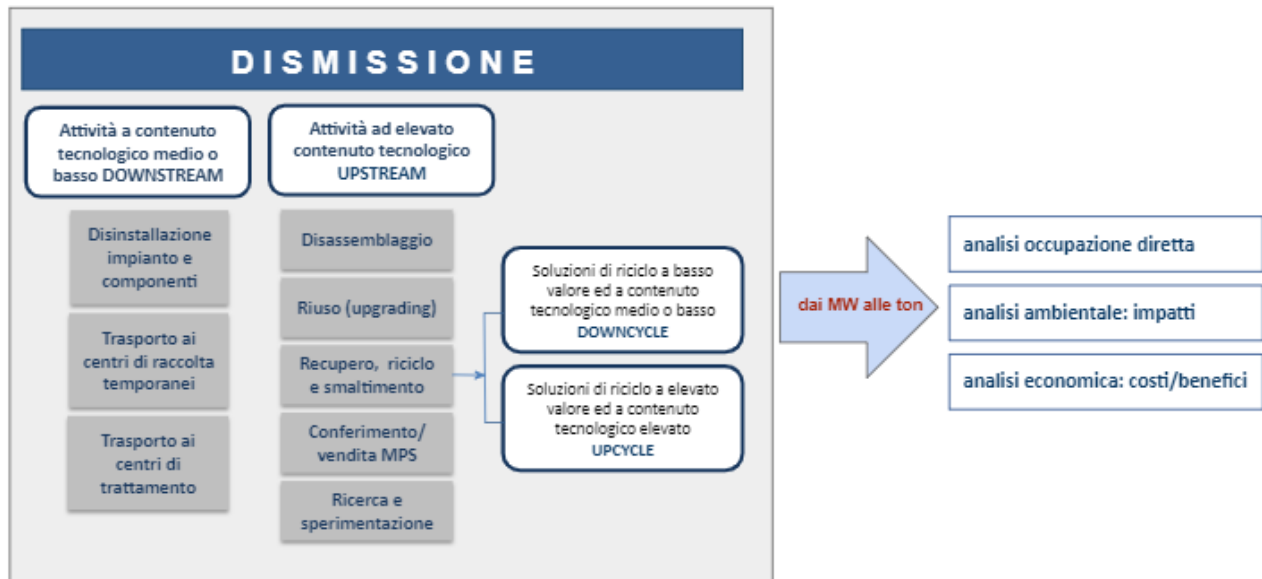 DISMISSIONE
Attività a contenuto
tecnologico medio o
basso DOWNSTREAM
Disinstallazione
impianto e
componenti
Trasporto ai
centri di raccolta
temporanei
Trasporto ai
centri di
trattamento
Attività ad elevato
contenuto tecnologico
UPSTREAM
Disassemblaggio
Riuso (upgrading)
Recupero, riciclo
e smaltimento
Conferimento/
vendita MPS
Ricerca e
sperimentazione
Soluzioni di riciclo a basso
valore ed a contenuto
tecnologico medio o basso
DOWNCYCLE
Soluzioni di riciclo a elevato
valore ed a contenuto
tecnologico elevato
UPCYCLE
dai MW alle ton
analisi occupazione diretta
analisi ambientale: impatti
analisi economica: costi/benefici